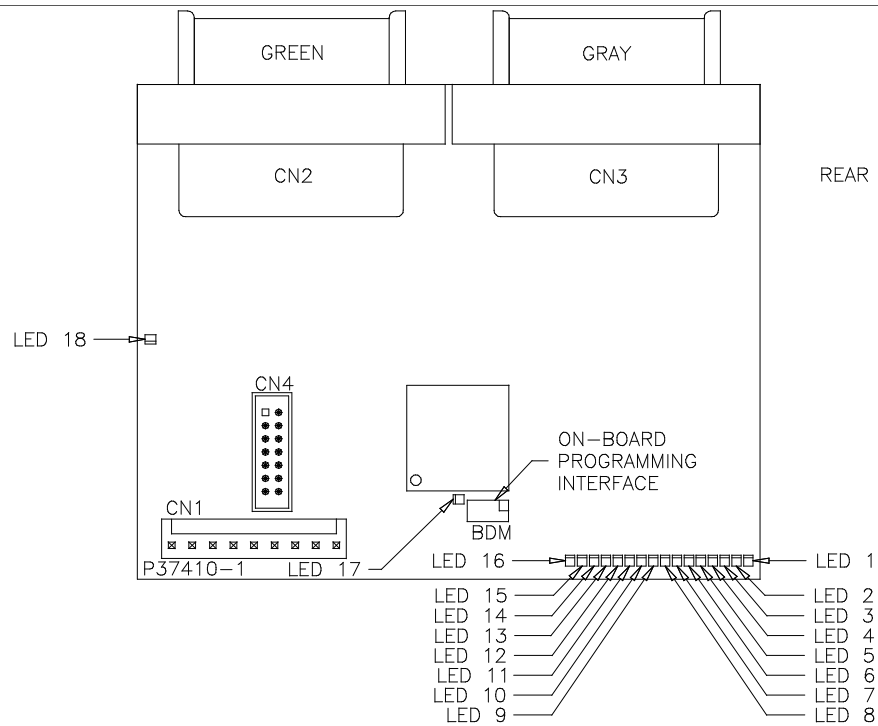 GREEN
GRAY
CN2
CN3
REAR
LED 18
CN4
ON-BOARD
PROGRAMMING
INTERFACE
CN1
BDM
P37410-1
LED 17
LED 16
LED 1
LED 15
LED 2
LED 14
LED 3
LED 13
LED 4
LED 12
LED 5
LED 11
LED 6
LED 10
LED 7
LED 9
LED 8